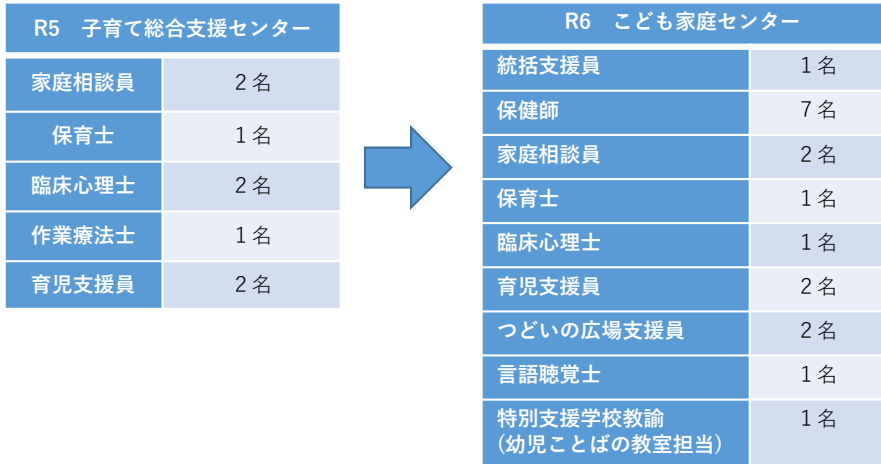 R5　子育て総合支援センター
家庭相談員　2名
保育士　1名
臨床心理士　2名
作業療法士　1名
育児支援員　2名
R6　こども家庭センター
統括支援員　1名
保健師　7名
家庭相談員　2名
保育士　1名
臨床心理士　1名
育児支援員　2名
つどいの広場支援員　2名
言語聴覚士　1名
特別支援学校教諭　1名
(幼児ことばの教室担当)